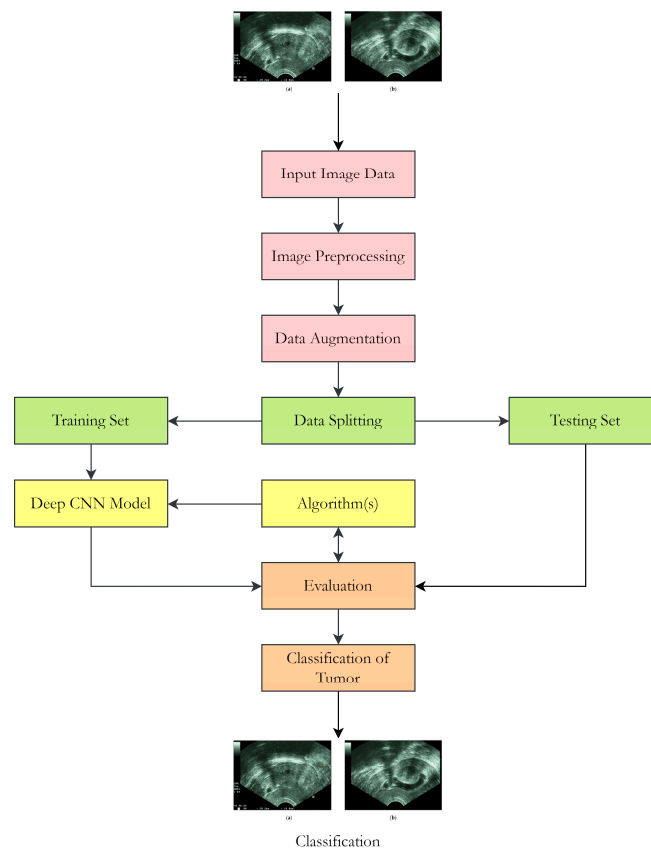 (a)
(b)
Input Image Data
Image Preprocessing
Data Augmentation
Training Set
Data Splitting
Testing Set
Deep CNN Model
Algorithm(s)
Evaluation
Classification of
Tumor
(a)
(b)
Classification